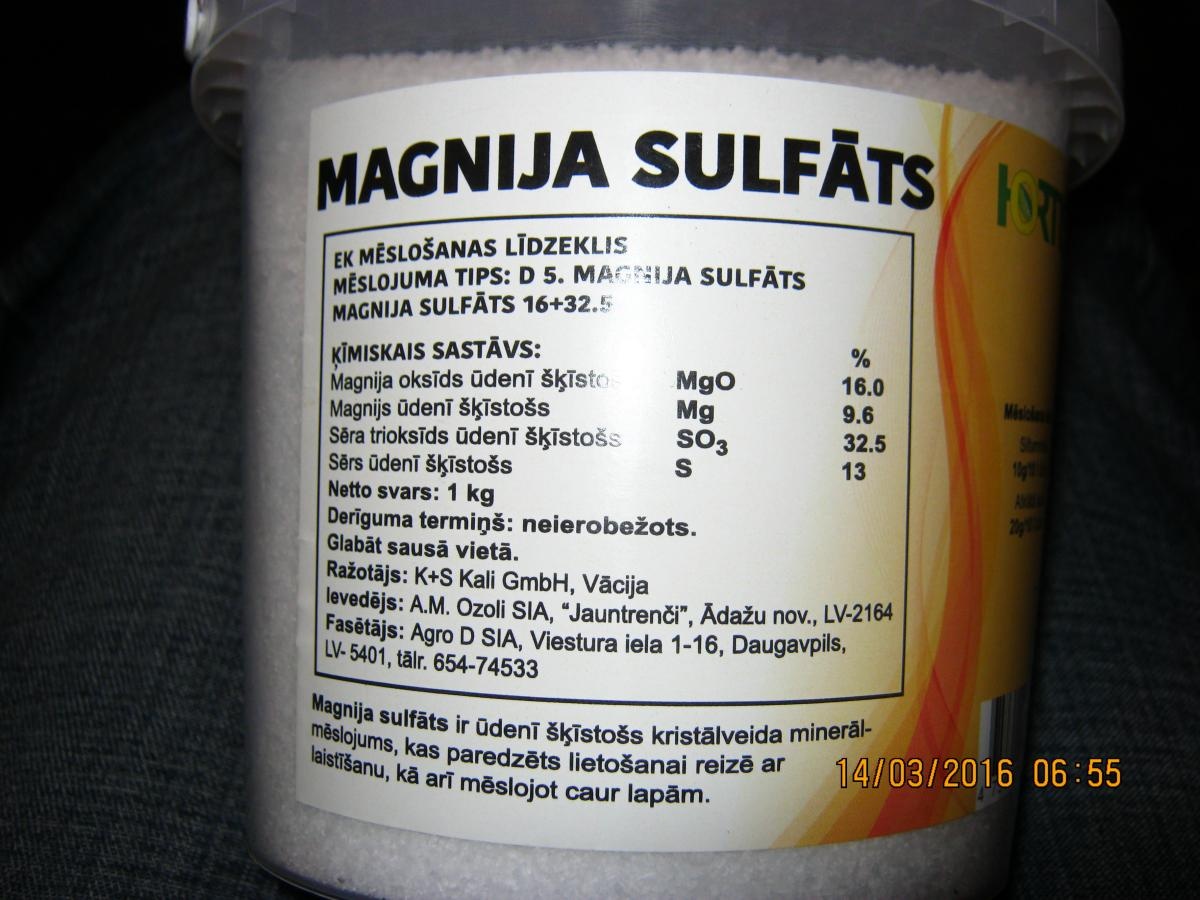 MAGNIJA SULFĀTS
EK MĒSLOŠANAS LĪDZEKLIS
MĒSLOJUMA TIPS: D 5. MAGNIJA SULFĀTS
MAGNIJA SULFĀTS 16+32.5
ĶĪMISKAIS SASTĀVS: %
Magnija oksīds ūdenī MgO 16.0
Magnijs ūdenī šķīstošs Mg 9.6
Sēra trioksīds ūdenī šķīstošs SO3 32.5
Sērs ūdenī šķīstošs S 13
Netto svars: 1 kg
Derīguma termiņš: neierobežots.
Glabāt sausā vietā.
Ražotājs: K+S Kali GmbH, Vācija
Ievedējs: A.M. Ozoli SIA, “Jauntrenči”, Ādažu nov., LV-2164
Fasētājs: Agro D SIA, Viestura iela 1-16, Daugavpils,
LV- 5401, tālr. 654-74533
Magnija sulfāts ir ūdenī šķīstošs kristālveida minerāl-
mēslojums, kas paredzēts lietošanai reizē ar
laistīšanu, kā arī mēslojot caur lapām.
14/03/2016 06:55